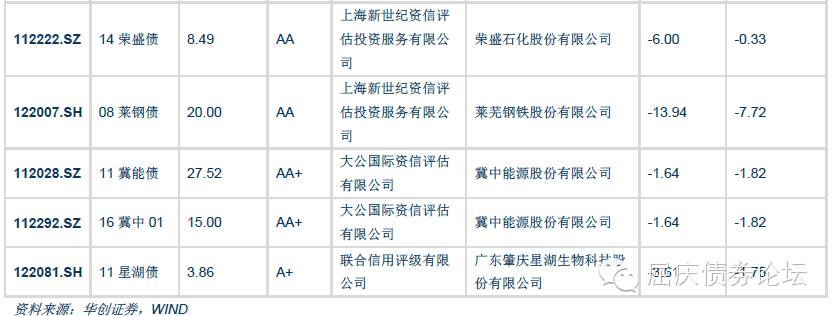 上海新世纪资信评
112222.SZ 14 荣盛债 8.49 AA 估投资服务有限公 荣盛石化股份有限公司 -6.00 -0.33
司
上海新世纪资信评
122007.SH 08 莱钢债 20.00 AA 估投资服务有限公 莱芜钢铁股份有限公司 -13.94 -7.72
司
112028.SZ 11 冀能债 27.52 AA+ 大公国际资信评估 冀中能源股份有限公司 -1.64 -1.82
有限公司
112292.SZ 16 冀中 01 15.00 AA+ 大公国际资信评估 冀中能源股份有限公司 -1.64 -1.82
有限公司
122081.SH 11 星湖债 3.86 A+ 联合信用评级有限 广东肇庆星湖生物科技股
公司 份有限公司 -3.61
屈庆债券论坛
资料来源：华创证券，WIND